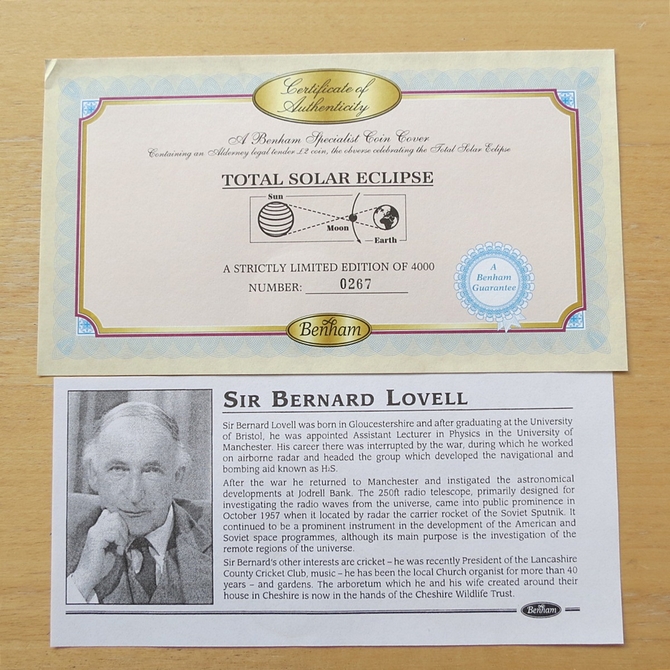 Certificate of
Authenticity
A Benham Specialist Coin Cover
Containing an Alderney legal tender £2 coin, the obverse celebrating the Total Solar Eclipse
TOTAL SOLAR ECLIPSE
Sun
Moon
Earth
A STRICTLY LIMITED EDITION OF 4000
NUMBER: 0267
A
Benham
Guarantee
Benham
SIR BERNARD LOVELL
Sir Bernard Lovell was born in Gloucestershire and after graduating at the University
of Bristol, he was appointed Assistant Lecturer in Physics in the University of
Manchester. His career there was interrupted by the war, during which he worked
on airborne radar and headed the group which developed the navigational and
bombing aid known as H₂S.
After the war he returned to Manchester and instigated the astronomical
developments at Jodrell Bank. The 250ft radio telescope, primarily designed for
investigating the radio waves from the universe, came into public prominence in
October 1957 when it located by radar the carrier rocket of the Soviet Sputnik. It
continued to be a prominent instrument in the development of the American and
Soviet space programmes, although its main purpose is the investigation of the
remote regions of the universe.
Sir Bernard's other interests are cricket – he was recently President of the Lancashire
County Cricket Club, music – he has been the local Church organist for more than 40
years – and gardens. The arboretum which he and his wife created around their
house in Cheshire is now in the hands of the Cheshire Wildlife Trust.
Benham